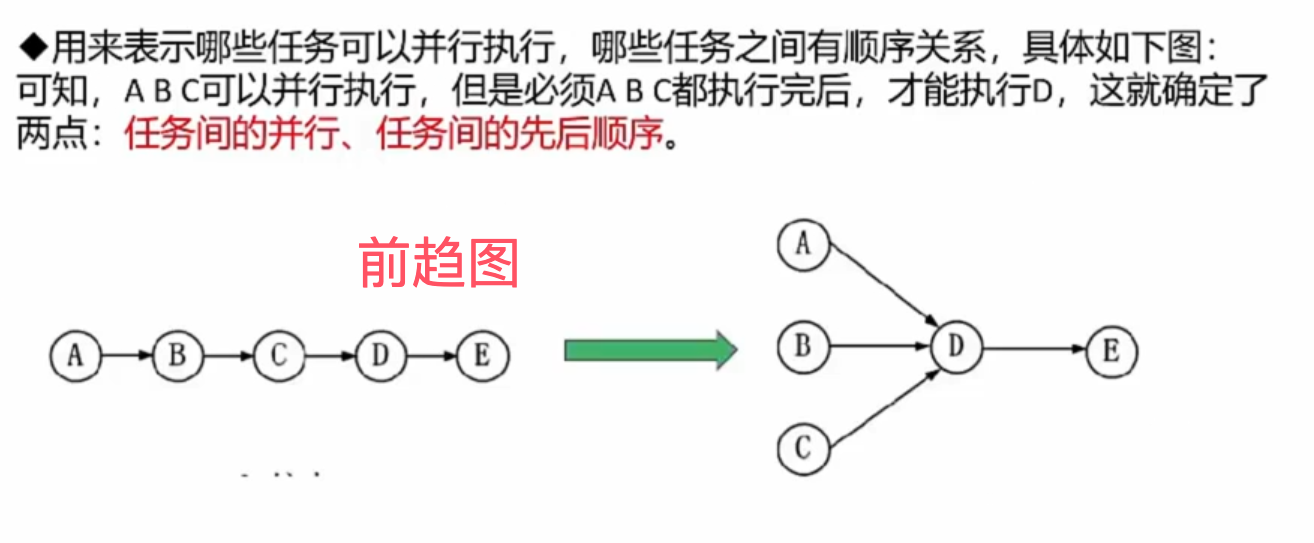 ◆用来表示哪些任务可以并行执行，哪些任务之间有顺序关系，具体如下图：
可知，A B C可以并行执行，但是必须A B C都执行完后，才能执行D，这就确定了
两点：任务间的并行、任务间的先后顺序。
前趋图
A B C D E
A
B D E
C